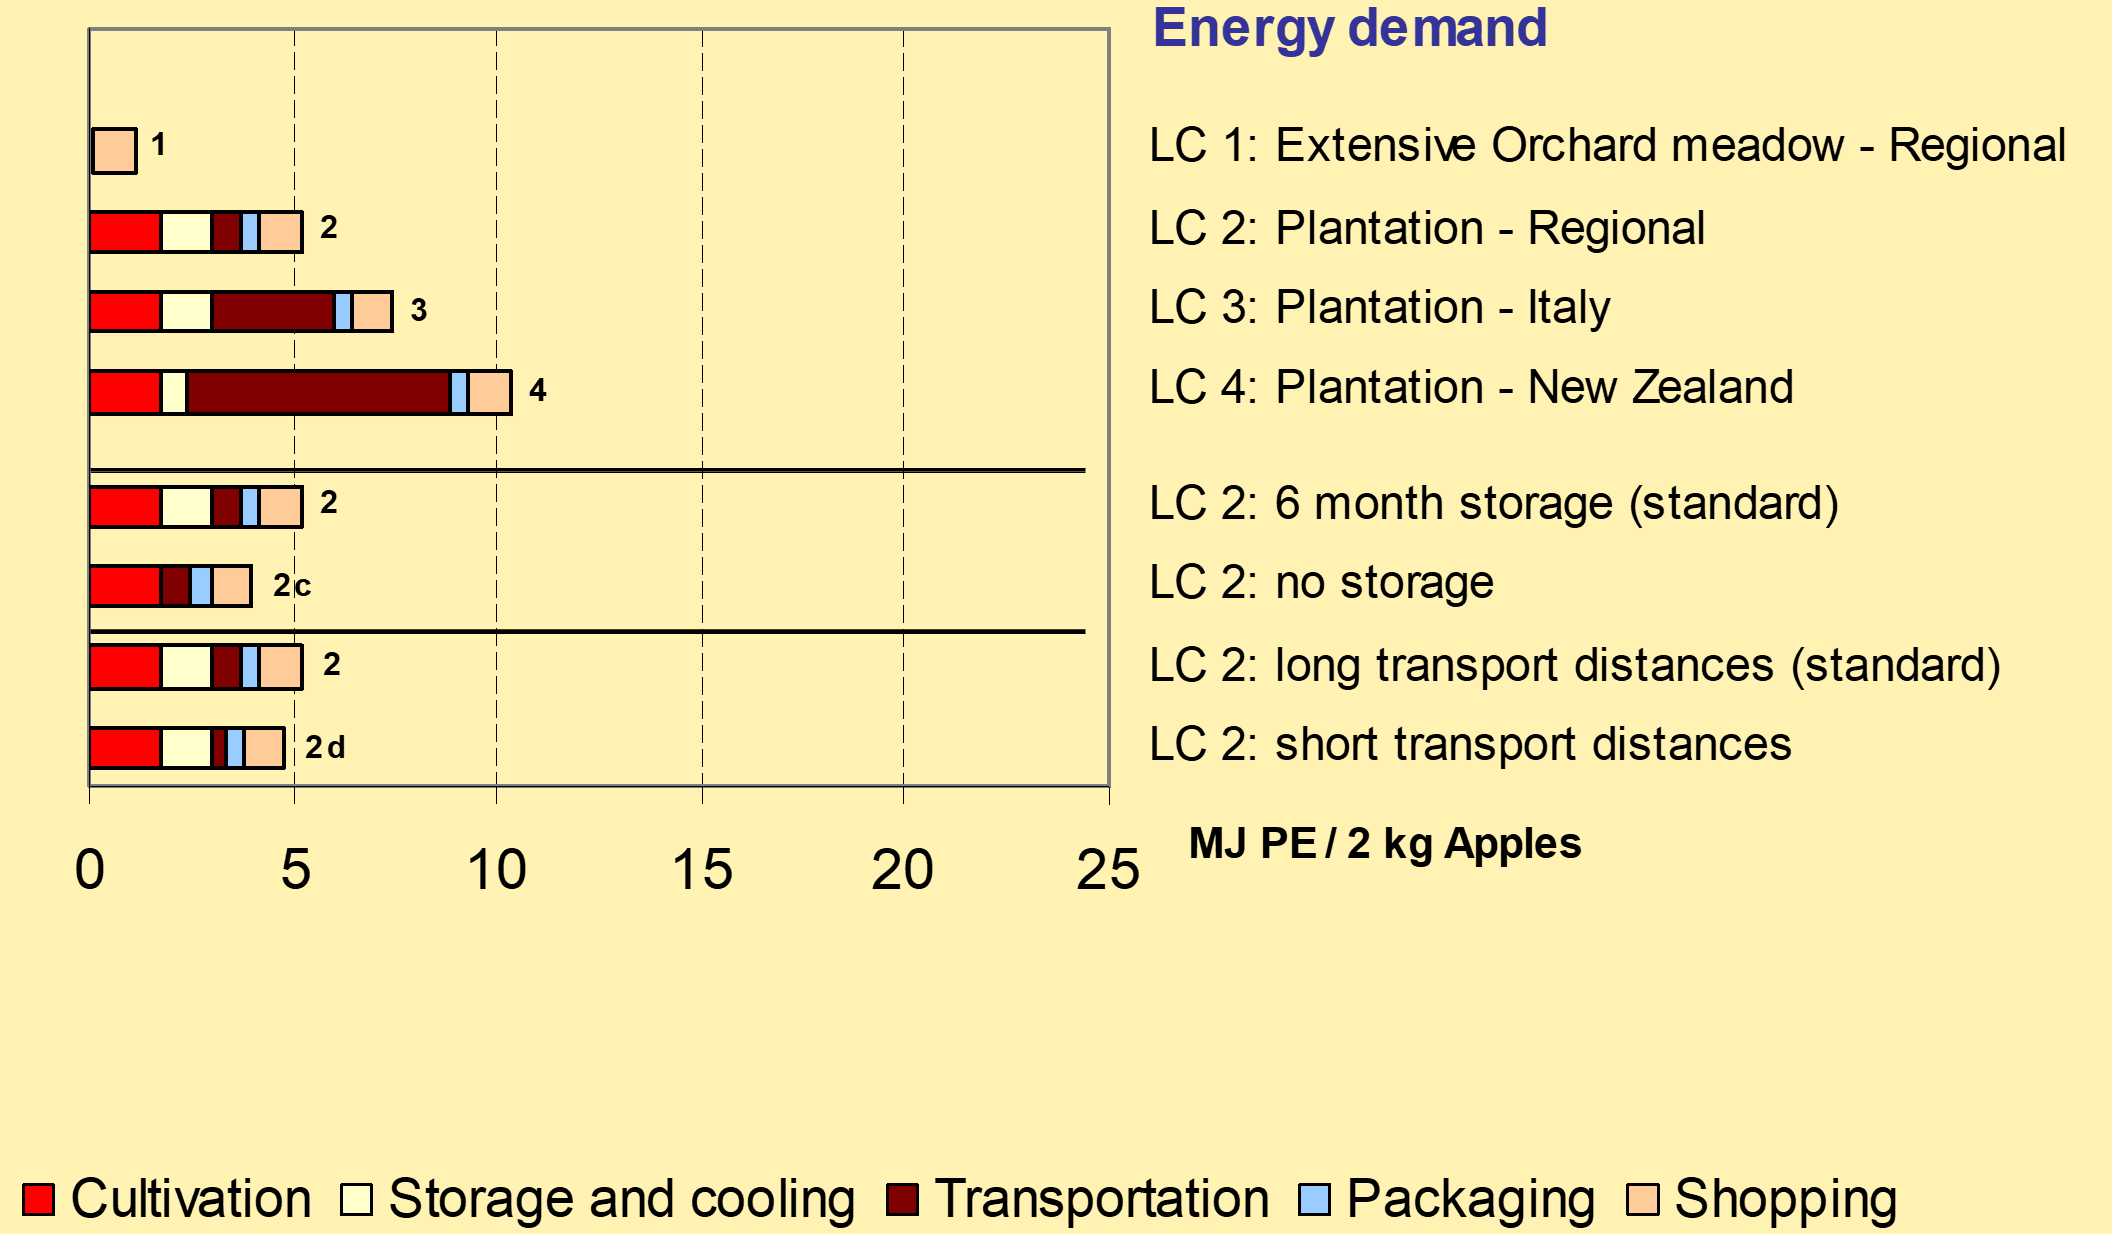 Energy demand
1 LC 1: Extensive Orchard meadow - Regional
2 LC 2: Plantation - Regional
3 LC 3: Plantation - Italy
4 LC 4: Plantation - New Zealand
2 LC 2: 6 month storage (standard)
2c LC 2: no storage
2 LC 2: long transport distances (standard)
2d LC 2: short transport distances
0 5 10 15 20 25 MJ PE / 2 kg Apples
Cultivation Storage and cooling Transportation Packaging Shopping